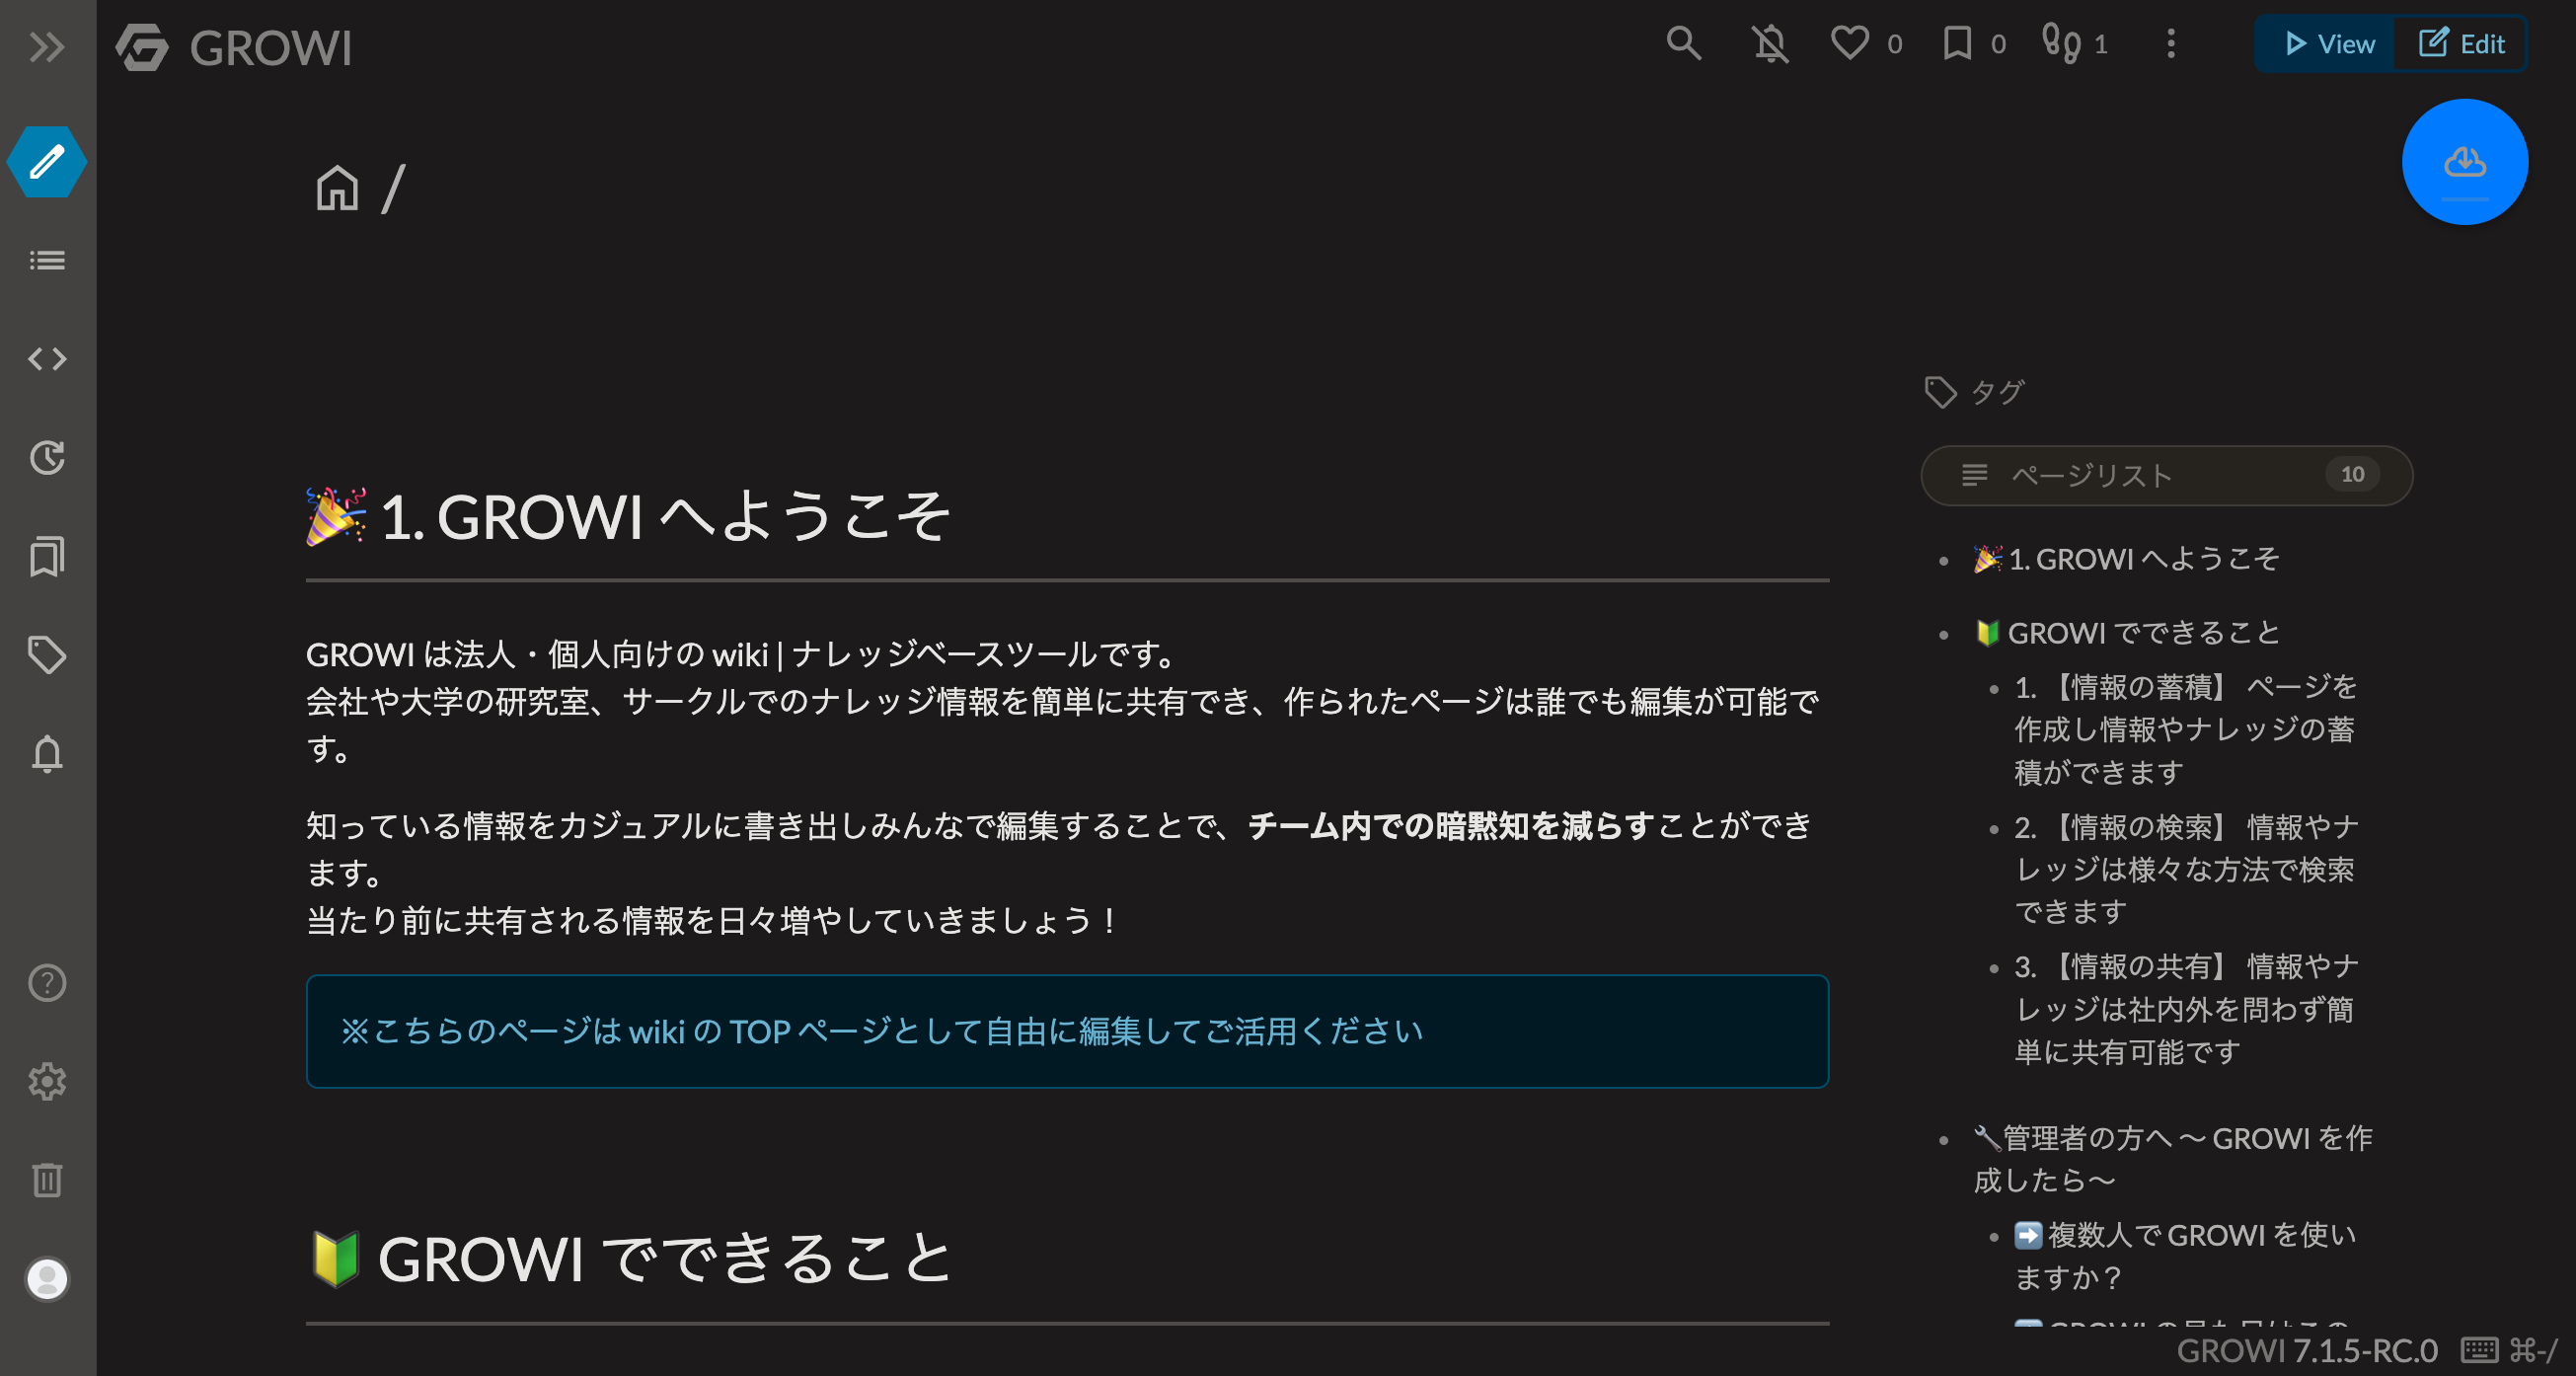 GROWI
0
0
1
View
Edit
/
タグ
ページリスト
10
🎉 1. GROWI へようこそ
GROWI は法人・個人向けの wiki | ナレッジベースツールです。
会社や大学の研究室、サークルでのナレッジ情報を簡単に共有でき、作られたページは誰でも編集が可能で
す。
知っている情報をカジュアルに書き出しみんなで編集することで、チーム内での暗黙知を減らすことができ
ます。
当たり前に共有される情報を日々増やしていきましょう！
※こちらのページは wiki の TOP ページとして自由に編集してご活用ください
🔰 GROWI でできること
🎉 1. GROWI へようこそ
🔰 GROWI でできること
1. 【情報の蓄積】 ページを
作成し情報やナレッジの蓄
積ができます
2. 【情報の検索】 情報やナ
レッジは様々な方法で検索
できます
3. 【情報の共有】 情報やナ
レッジは社内外を問わず簡
単に共有可能です
🔧管理者の方へ 〜 GROWI を作
成したら〜
➡️ 複数人で GROWI を使い
ますか？
GROWI 7.1.5-RC.0
⌘-/